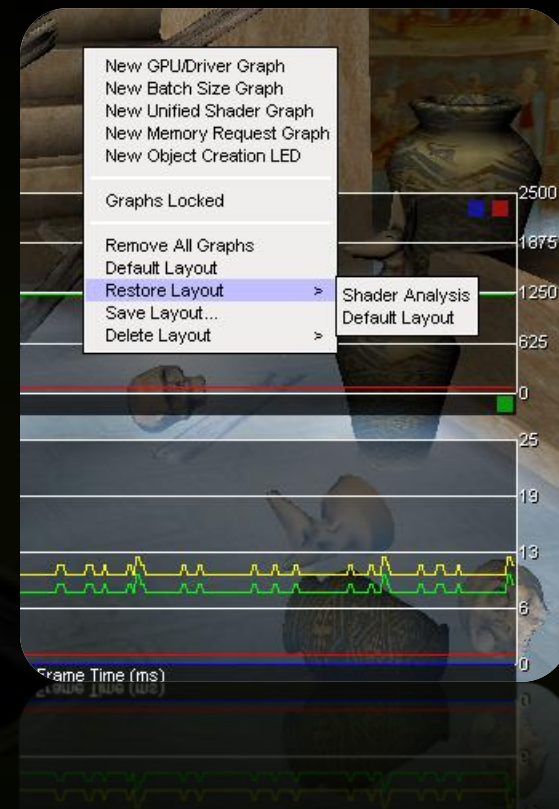 New GPU/Driver Graph
New Batch Size Graph
New Unified Shader Graph
New Memory Request Graph
New Object Creation LED
Graphs Locked
Remove All Graphs
Default Layout
Restore Layout >
Save Layout...
Delete Layout >
Shader Analysis
Default Layout
2500
1875
1250
625
0
25
19
13
6
0
Frame Time (ms)